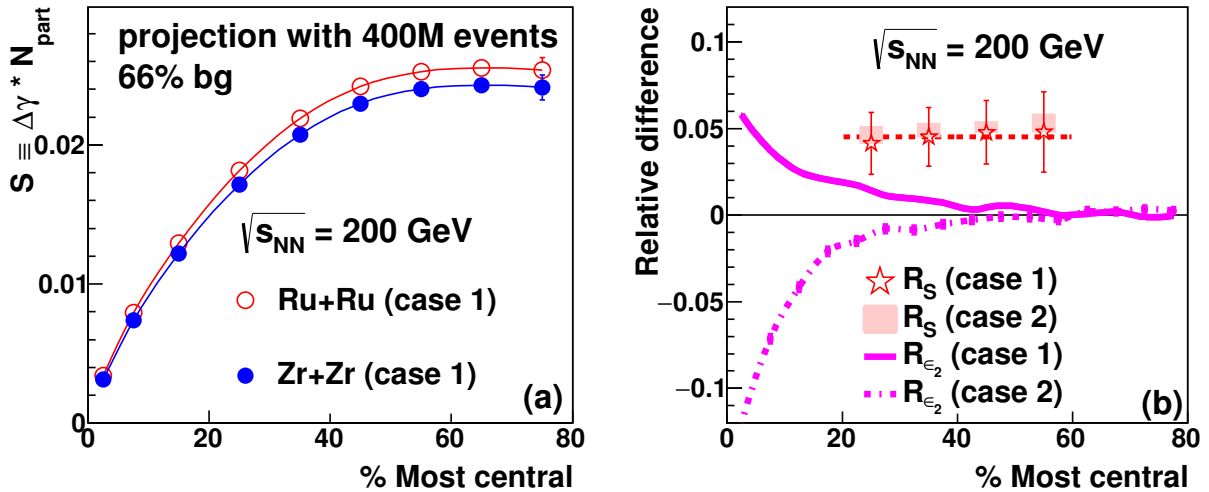 projection with 400M events
66% bg
S ≡ Δγ * N_part
0.02
0.01
0
√s_NN = 200 GeV
Ru+Ru (case 1)
Zr+Zr (case 1)
(a)
0 20 40 60 80
% Most central
Relative difference
0.1
0.05
0
−0.05
−0.1
√s_NN = 200 GeV
R_S (case 1)
R_S (case 2)
R_ϵ₂ (case 1)
R_ϵ₂ (case 2)
(b)
0 20 40 60 80
% Most central